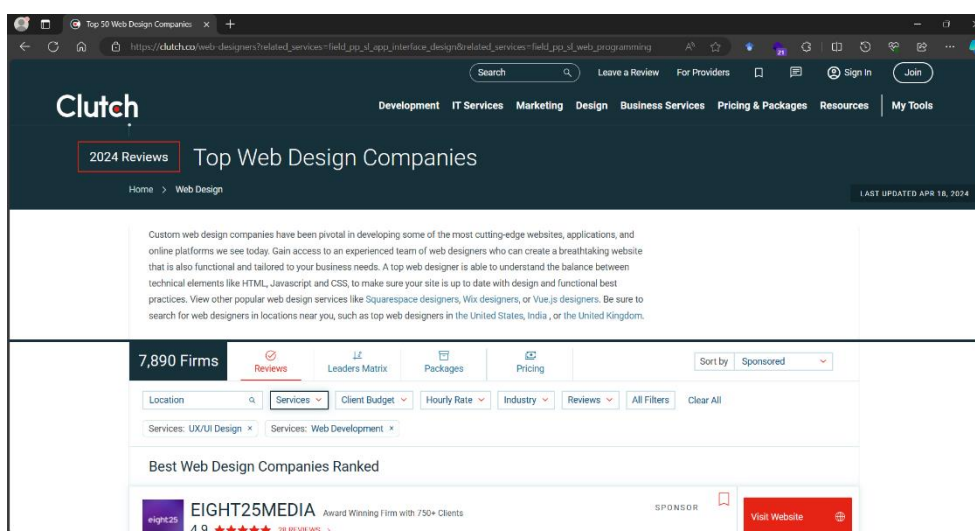 Top 50 Web Design Companies
https://clutch.co/web-designers?related_services=field_pp_sl_app_interface_design&related_services=field_pp_sl_web_programming
21
Search
Leave a Review
For Providers
Sign In
Join
Clutch
Development
IT Services
Marketing
Design
Business Services
Pricing & Packages
Resources
My Tools
2024 Reviews
Top Web Design Companies
Home > Web Design
LAST UPDATED APR 18, 2024
Custom web design companies have been pivotal in developing some of the most cutting-edge websites, applications, and
online platforms we see today. Gain access to an experienced team of web designers who can create a breathtaking website
that is also functional and tailored to your business needs. A top web designer is able to understand the balance between
technical elements like HTML, Javascript and CSS, to make sure your site is up to date with design and functional best
practices. View other popular web design services like Squarespace designers, Wix designers, or Vue.js designers. Be sure to
search for web designers in locations near you, such as top web designers in the United States, India , or the United Kingdom.
7,890 Firms
Reviews
Leaders Matrix
Packages
Pricing
Sort by
Sponsored
Location
Services
Client Budget
Hourly Rate
Industry
Reviews
All Filters
Clear All
Services: UX/UI Design ×
Services: Web Development ×
Best Web Design Companies Ranked
eight25
EIGHT25MEDIA
Award Winning Firm with 750+ Clients
SPONSOR
Visit Website
4.9 ★★★★★ 28 REVIEWS